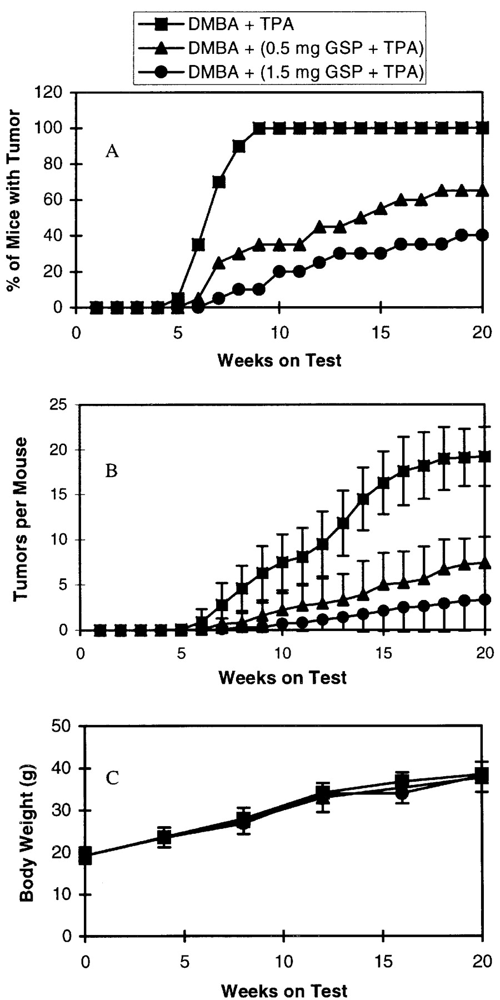 DMBA + TPA
DMBA + (0.5 mg GSP + TPA)
DMBA + (1.5 mg GSP + TPA)
120
100
80
60
40
20
0
% of Mice with Tumor
A
0 5 10 15 20
Weeks on Test
25
20
15
10
5
0
Tumors per Mouse
B
0 5 10 15 20
Weeks on Test
50
40
30
20
10
0
Body Weight (g)
C
0 5 10 15 20
Weeks on Test